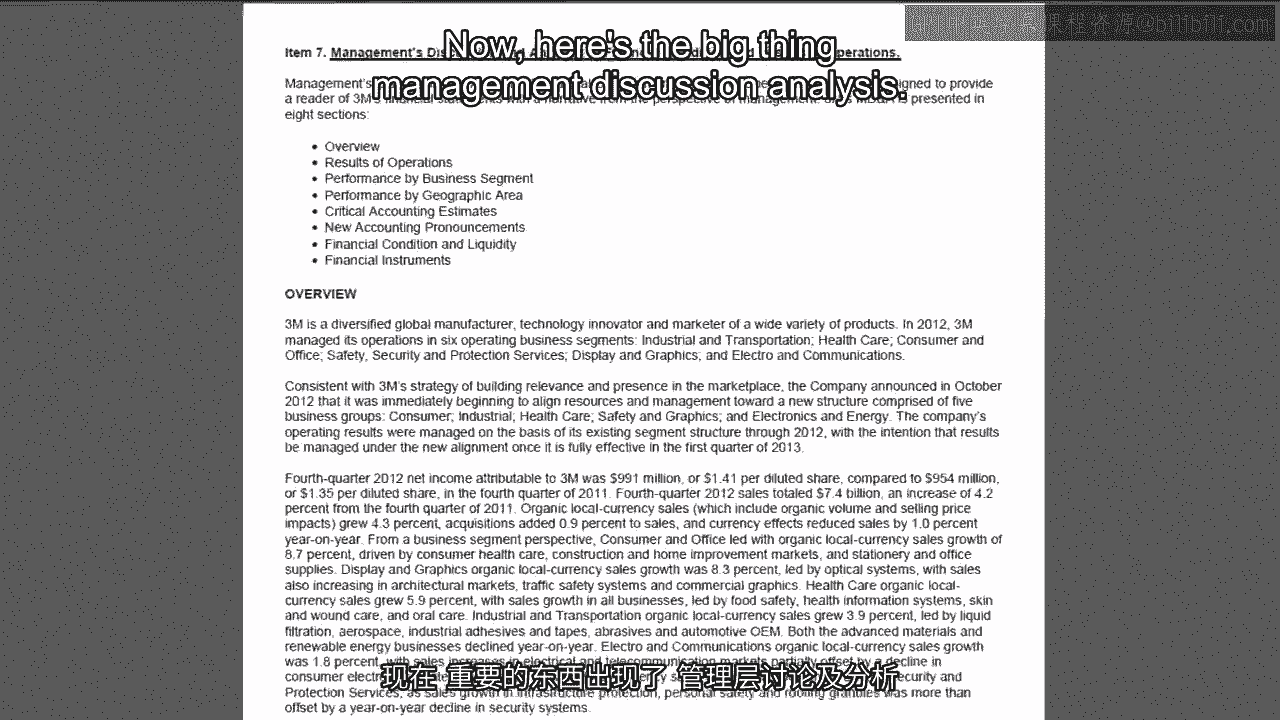 课程资源@bilibili.com
Now, here's the big thing
management discussion analysis.
Item 7. Management's Operations.
Management's designed to provide
a reader of 3M's financial statements with a narrative from the perspective of management. 3M's MD&A is presented in
eight sections:
• Overview
• Results of Operations
• Performance by Business Segment
• Performance by Geographic Area
• Critical Accounting Estimates
• New Accounting Pronouncements
• Financial Condition and Liquidity
• Financial Instruments
OVERVIEW
3M is a diversified global manufacturer, technology innovator and marketer of a wide variety of products. In 2012, 3M
managed its operations in six operating business segments: Industrial and Transportation; Health Care; Consumer and
Office; Safety, Security and Protection Services; Display and Graphics; and Electro and Communications.
Consistent with 3M's strategy of building relevance and presence in the marketplace, the Company announced in October
2012 that it was immediately beginning to align resources and management toward a new structure comprised of five
business groups: Consumer; Industrial; Health Care; Safety and Graphics; and Electronics and Energy. The company's
operating results were managed on the basis of its existing segment structure through 2012, with the intention that results
be managed under the new alignment once it is fully effective in the first quarter of 2013.
Fourth-quarter 2012 net income attributable to 3M was $991 million, or $1.41 per diluted share, compared to $954 million,
or $1.35 per diluted share, in the fourth quarter of 2011. Fourth-quarter 2012 sales totaled $7.4 billion, an increase of 4.2
percent from the fourth quarter of 2011. Organic local-currency sales (which include organic volume and selling price
impacts) grew 4.3 percent, acquisitions added 0.9 percent to sales, and currency effects reduced sales by 1.0 percent
year-on-year. From a business segment perspective, Consumer and Office led with organic local-currency sales growth of
8.7 percent, driven by consumer health care, construction and home improvement markets, and stationery and office
supplies. Display and Graphics organic local-currency sales growth was 8.3 percent, led by optical systems, with sales
also increasing in architectural markets, traffic safety systems and commercial graphics. Health Care organic local-
currency sales grew 5.9 percent, with sales growth in all businesses, led by food safety, health information systems, skin
and wound care, and oral care. Industrial and Transportation organic local-currency sales grew 3.9 percent, led by liquid
filtration, aerospace, industrial adhesives and tapes, abrasives and automotive OEM. Both the advanced materials and
renewable energy businesses declined year-on-year. Electro and Communications organic local-currency sales growth
was 1.8 percent, with sales increases in electrical and telecommunication markets partially offset by a decline in
consumer security and
Protection Services, as sales growth in infrastructure protection, personal safety and roofing granules was more than
offset by a year-on-year decline in security systems.
现在 重要的东西出现了 管理层讨论及分析